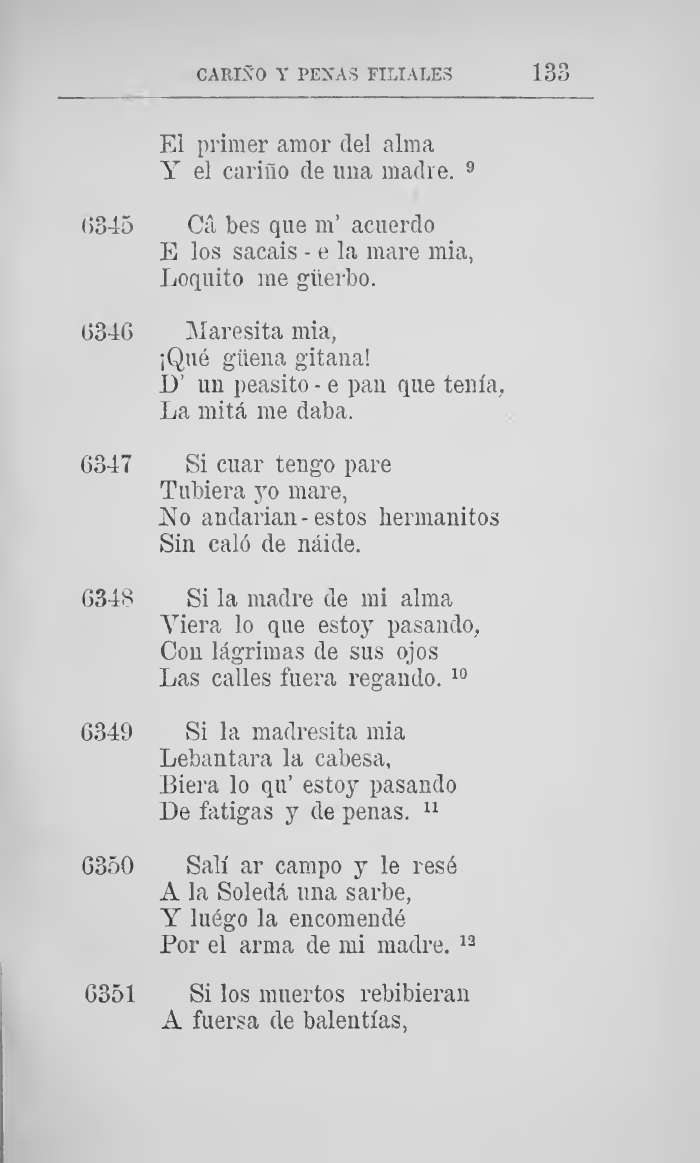 CARIÑO Y PENAS FILIALES 133
El primer amor del alma
Y el cariño de una madre. ⁹
6345 Câ bes que m' acuerdo
E los sacais - e la mare mia,
Loquito me güerbo.
6346 Maresita mia,
¡Qué güena gitana!
D' un peasito - e pan que tenía,
La mitá me daba.
6347 Si cuar tengo pare
Tubiera yo mare,
No andarian - estos hermanitos
Sin caló de náide.
6348 Si la madre de mi alma
Viera lo que estoy pasando,
Con lágrimas de sus ojos
Las calles fuera regando. ¹⁰
6349 Si la madresita mia
Lebantara la cabesa,
Biera lo qu' estoy pasando
De fatigas y de penas. ¹¹
6350 Salí ar campo y le resé
A la Soledá una sarbe,
Y luégo la encomendé
Por el arma de mi madre. ¹²
6351 Si los muertos rebibieran
A fuersa de balentías,